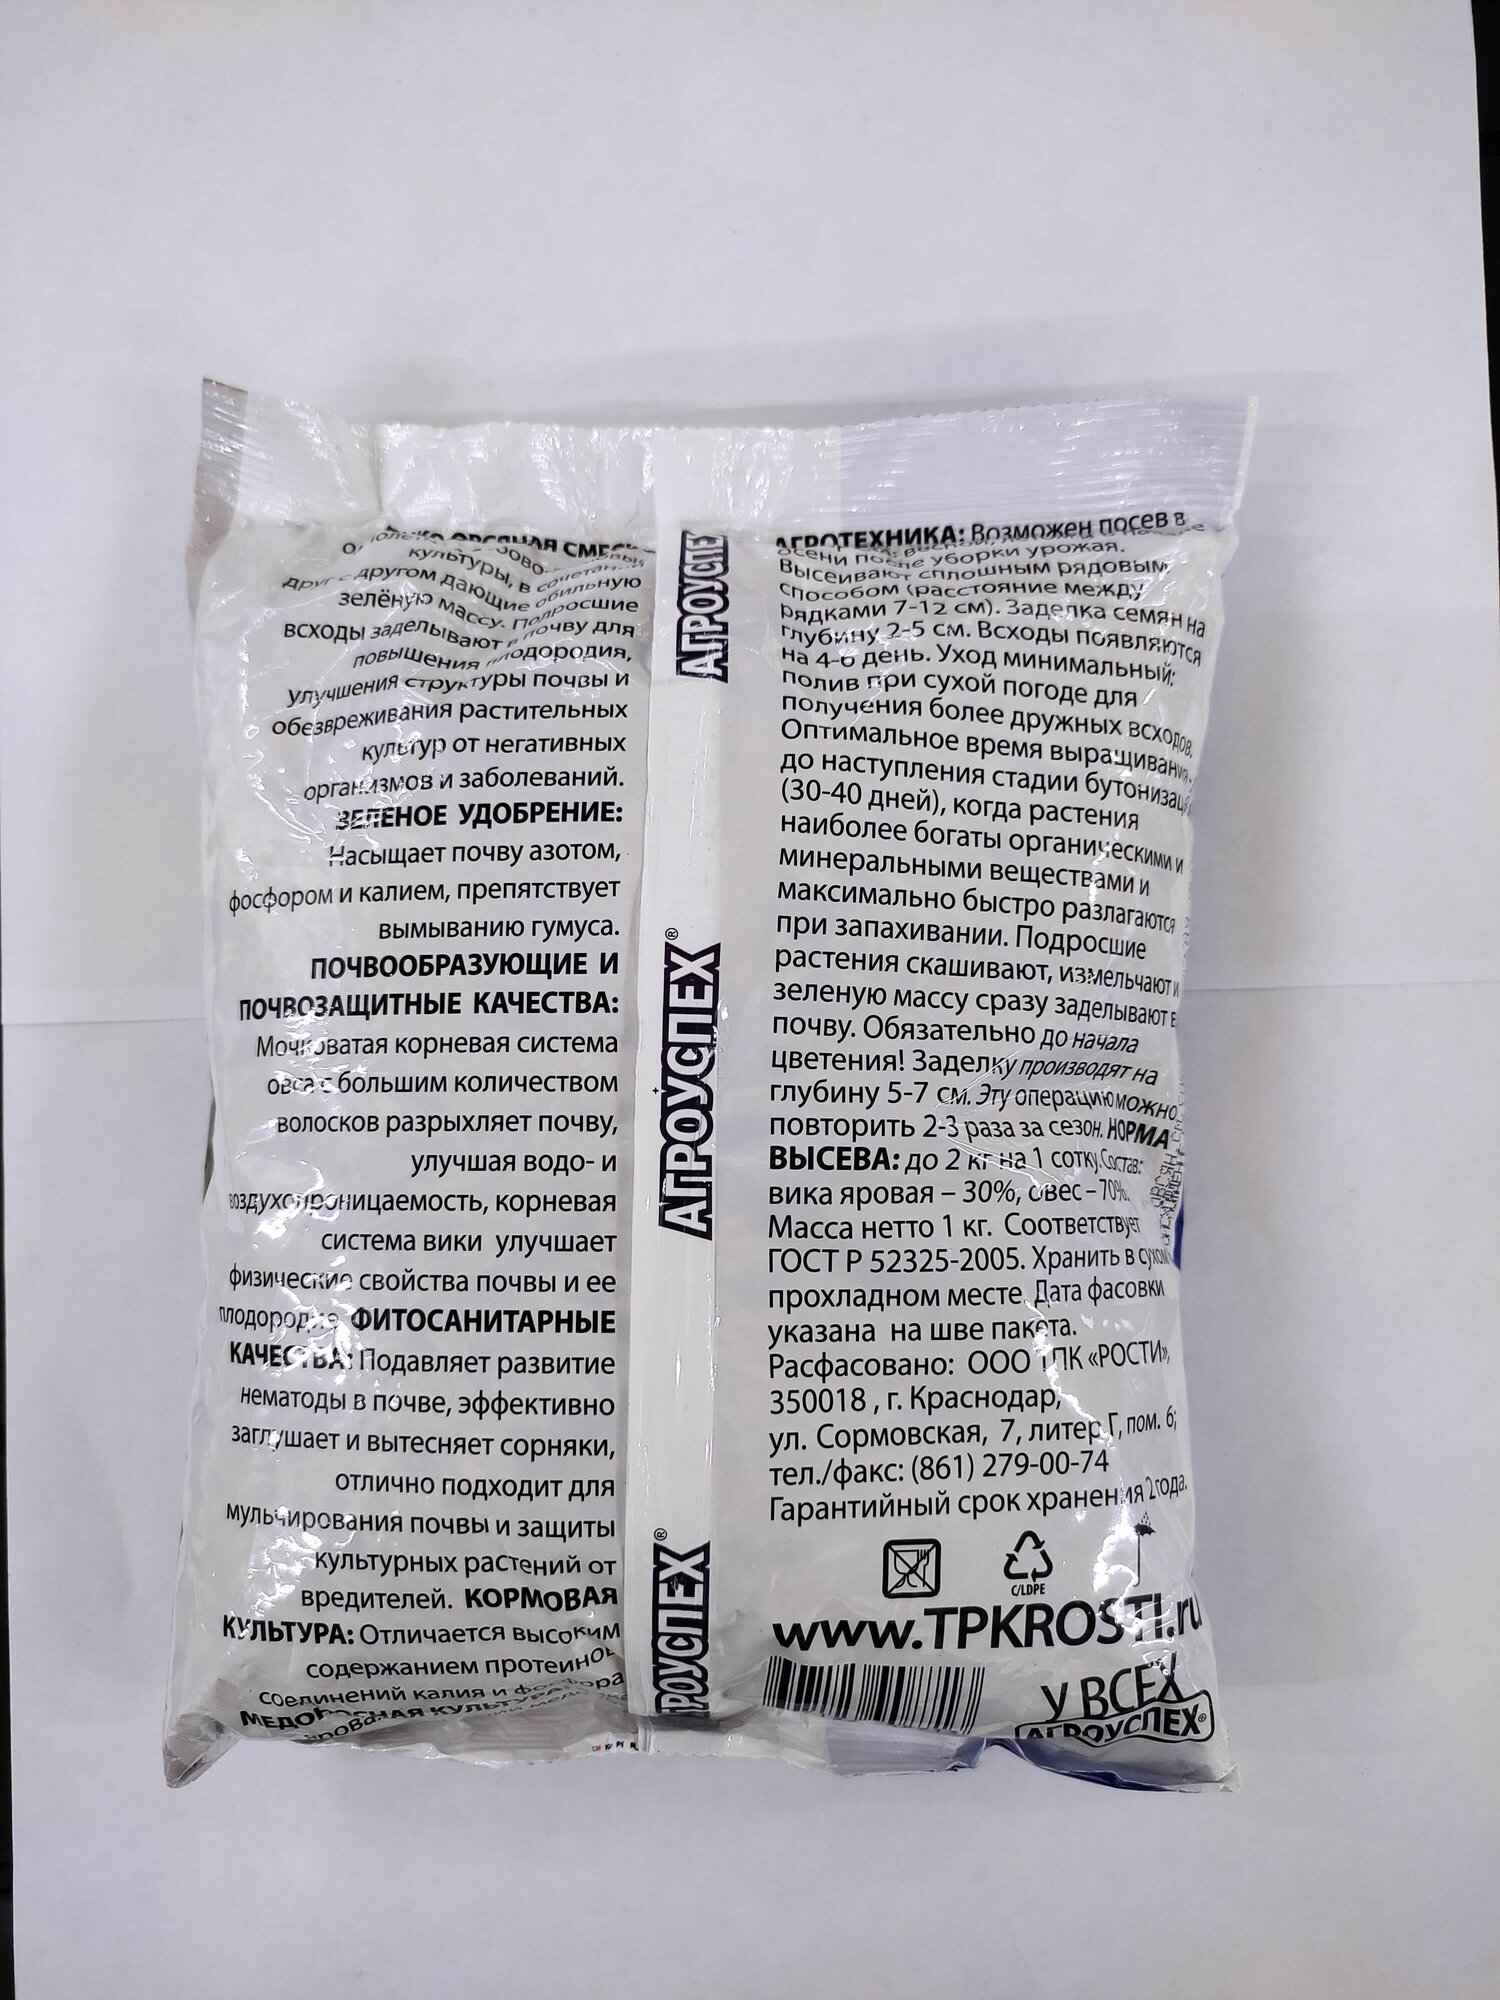 ОВСЯНАЯ
культуры, в
друг с другом дающие обильную
зелёную массу. Подросшие
всходы заделывают в почву для
повышения плодородия,
улучшения структуры почвы и
обезвреживания растительных
культур от негативных
организмов и заболеваний.
ЗЕЛЕНОЕ УДОБРЕНИЕ:
Насыщает почву азотом,
фосфором и калием, препятствует
вымыванию гумуса.
ПОЧВООБРАЗУЮЩИЕ И
ПОЧВОЗАЩИТНЫЕ КАЧЕСТВА:
Мочковатая корневая система
овса с большим количеством
волосков разрыхляет почву,
улучшая водо- и
воздухопроницаемость, корневая
система вики улучшает
физические свойства почвы и ее
плодородие ФИТОСАНИТАРНЫЕ
КАЧЕСТВА: Подавляет развитие
нематоды в почве, эффективно
заглушает и вытесняет сорняки,
отлично подходит для
мульчирования почвы и защиты
культурных растений от
вредителей. КОРМОВАЯ
КУЛЬТУРА: Отличается высоким
содержанием протеинов,
соединений калия и фосфора
МЕДОНОСНАЯ КУЛЬТУРА
АГРОУСПЕХ
АГРОУСПЕХ®
АГРОУСПЕХ®
АГРОТЕХНИКА: Возможен посев в
осени после уборки урожая.
Высеивают сплошным рядовым
способом (расстояние между
рядками 7-12 см). Заделка семян на
глубину 2-5 см. Всходы появляются
на 4-6 день. Уход минимальный:
полив при сухой погоде для
получения более дружных всходов.
Оптимальное время выращивания -
до наступления стадии бутонизации
(30-40 дней), когда растения
наиболее богаты органическими и
минеральными веществами и
максимально быстро разлагаются
при запахивании. Подросшие
растения скашивают, измельчают и
зеленую массу сразу заделывают в
почву. Обязательно до начала
цветения! Заделку производят на
глубину 5-7 см. Эту операцию можно
повторить 2-3 раза за сезон. НОРМА
ВЫСЕВА: до 2 кг на 1 сотку. Состав:
вика яровая – 30%, овес – 70%.
Масса нетто 1 кг. Соответствует
ГОСТ Р 52325-2005. Хранить в сухом
прохладном месте. Дата фасовки
указана на шве пакета.
Расфасовано: ООО ТПК «РОСТИ»,
350018 , г. Краснодар,
ул. Сормовская, 7, литер Г, пом. 6;
тел./факс: (861) 279-00-74
Гарантийный срок хранения 2 года.
C/LDPE
www.TPKROSTI.ru
У ВСЕХ
АГРОУСПЕХ®